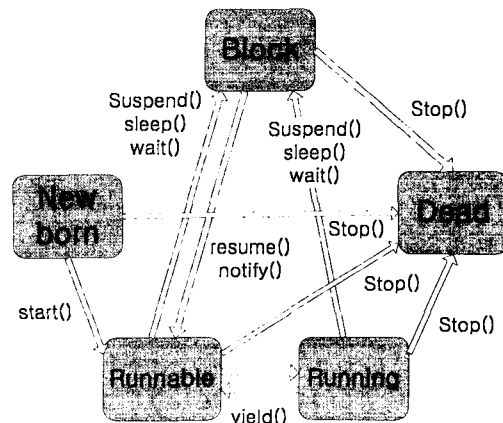 Block
Suspend()
sleep()
wait()
Suspend()
sleep()
wait()
Stop()
New
born
Dead
Stop()
resume()
notify()
start()
Stop()
Stop()
Runnable
Running
yield()